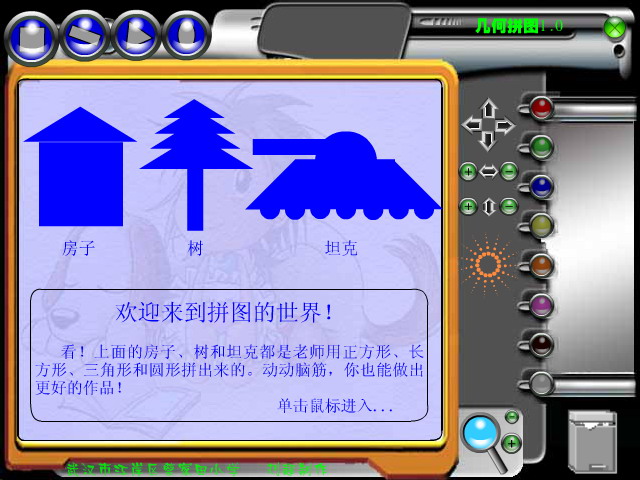 几何拼图1.0
房子 树 坦克
欢迎来到拼图的世界！
看！上面的房子、树和坦克都是老师用正方形、长
方形、三角形和圆形拼出来的。动动脑筋，你也能做出
更好的作品！
单击鼠标进入...